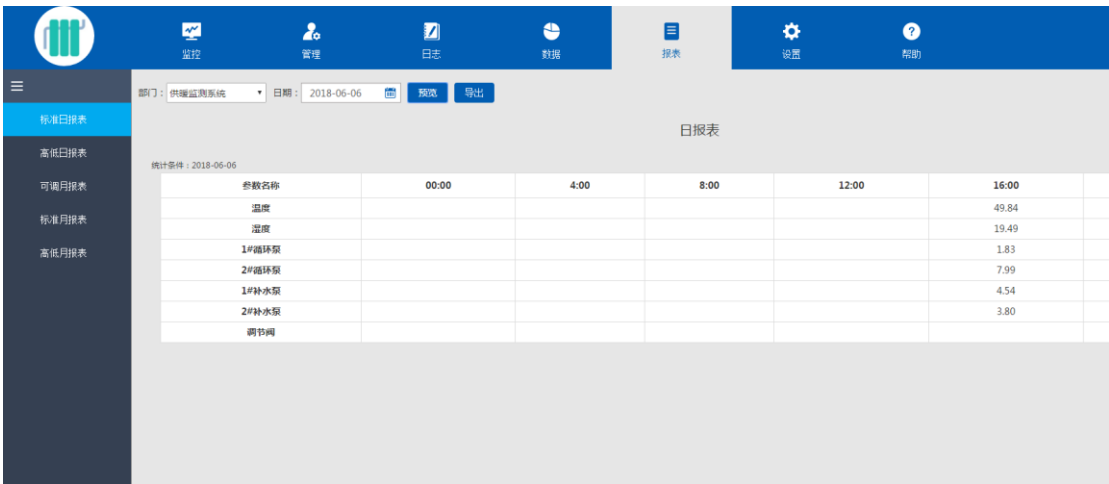 监控 管理 日志 数据 报表 设置 帮助
部门： 供暖监测系统 日期： 2018-06-06 预览 导出
标准日报表
高低日报表
可调月报表
标准月报表
高低月报表
日报表
统计条件：2018-06-06
参数名称 00:00 4:00 8:00 12:00 16:00
温度 49.84
湿度 19.49
1#循环泵 1.83
2#循环泵 7.99
1#补水泵 4.54
2#补水泵 3.80
调节阀